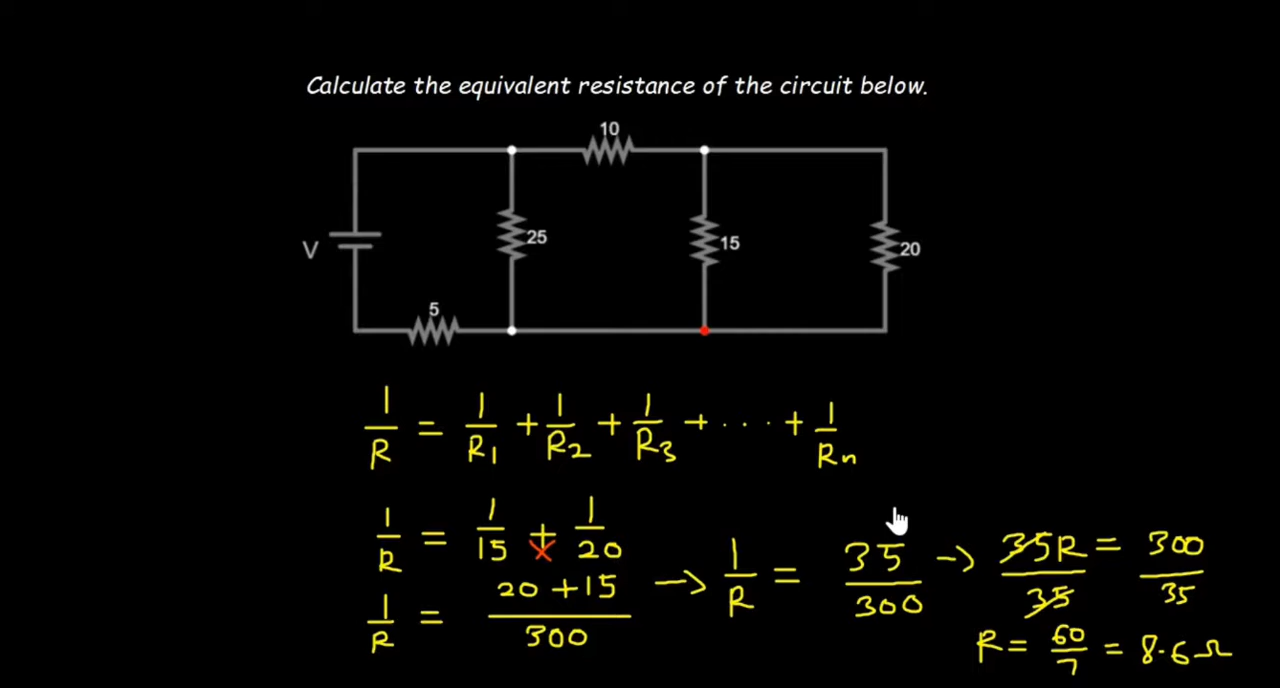 Calculate the equivalent resistance of the circuit below.
10
V
25
15
20
5
1/R = 1/R1 + 1/R2 + 1/R3 + ... + 1/Rn
1/R = 1/15 + 1/20
x
1/R = 20 + 15/300 → 1/R = 35/300 → 35R/35 = 300/35
R = 60/7 = 8.6Ω